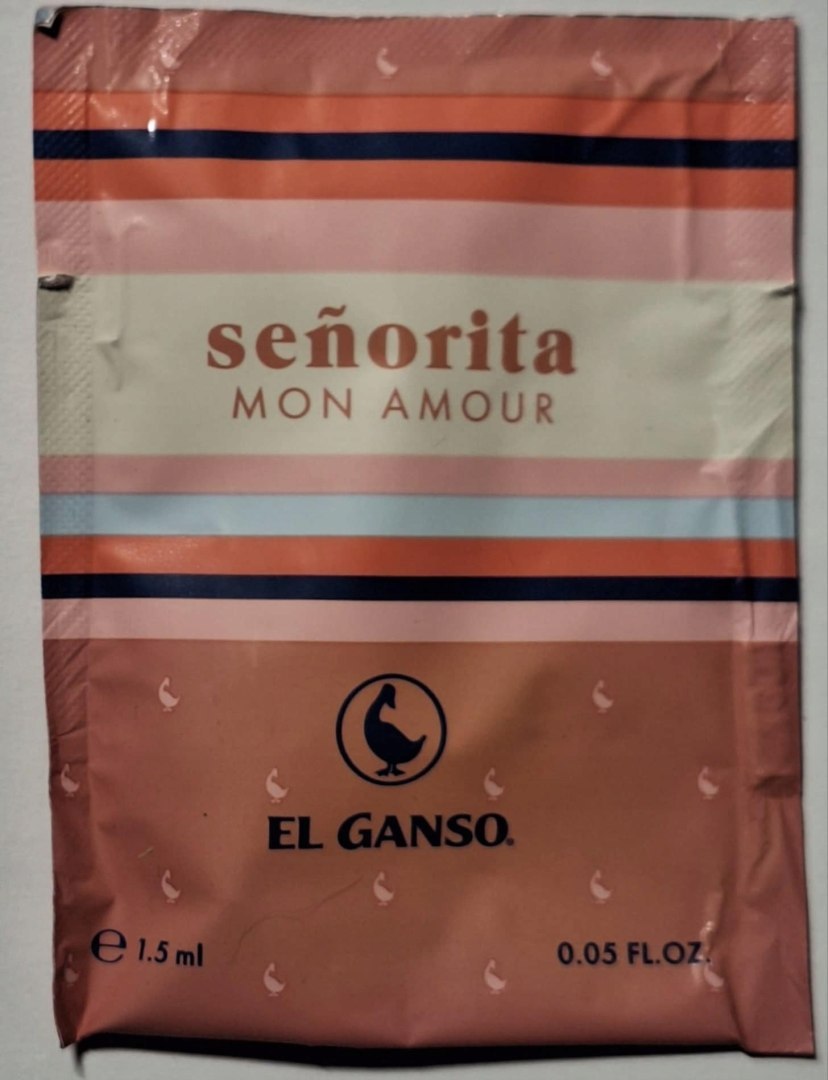 señorita
MON AMOUR
EL GANSO®
℮ 1.5 ml
0.05 FL.OZ.